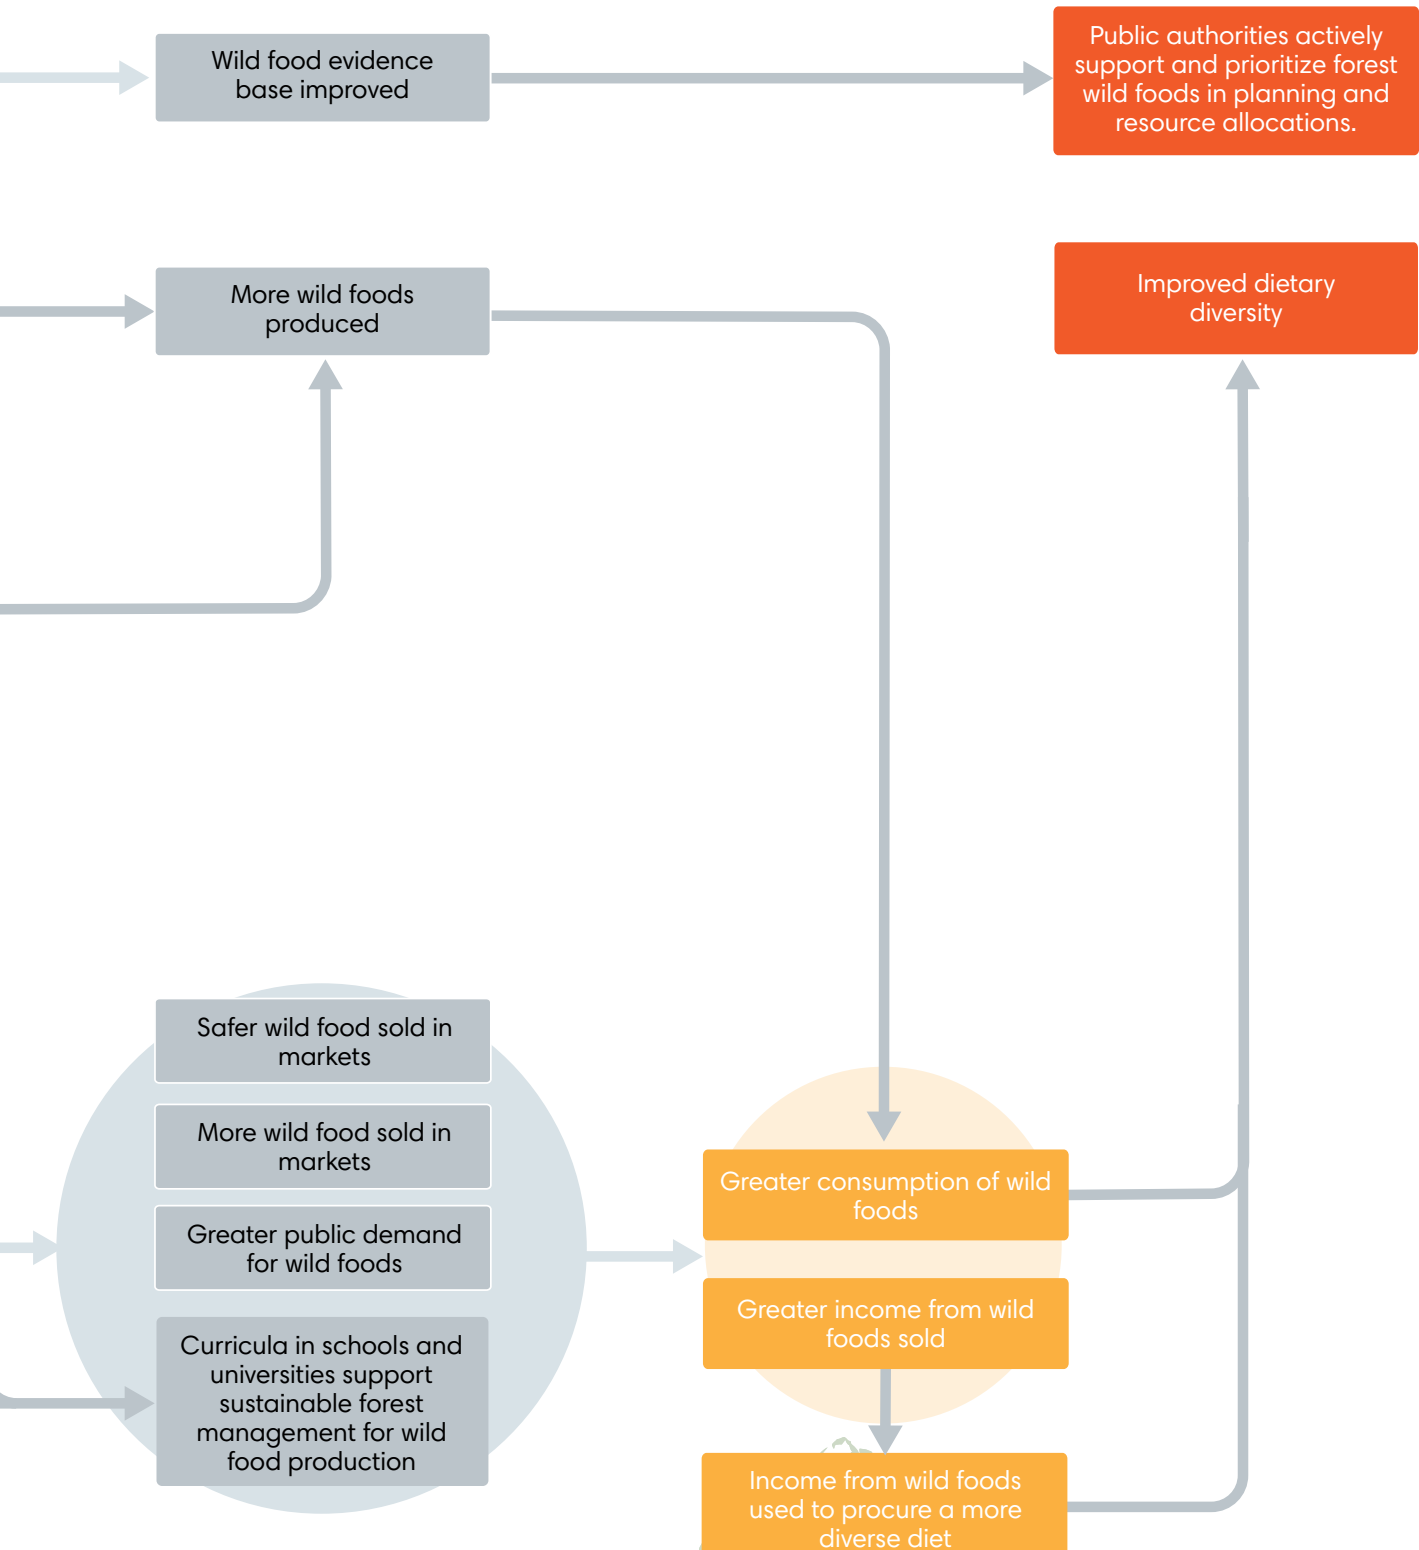 Wild food evidence
base improved
Public authorities actively
support and prioritize forest
wild foods in planning and
resource allocations.
More wild foods
produced
Improved dietary
diversity
Safer wild food sold in
markets
More wild food sold in
markets
Greater public demand
for wild foods
Curricula in schools and
universities support
sustainable forest
management for wild
food production
Greater consumption of wild
foods
Greater income from wild
foods sold
Income from wild foods
used to procure a more
diverse diet